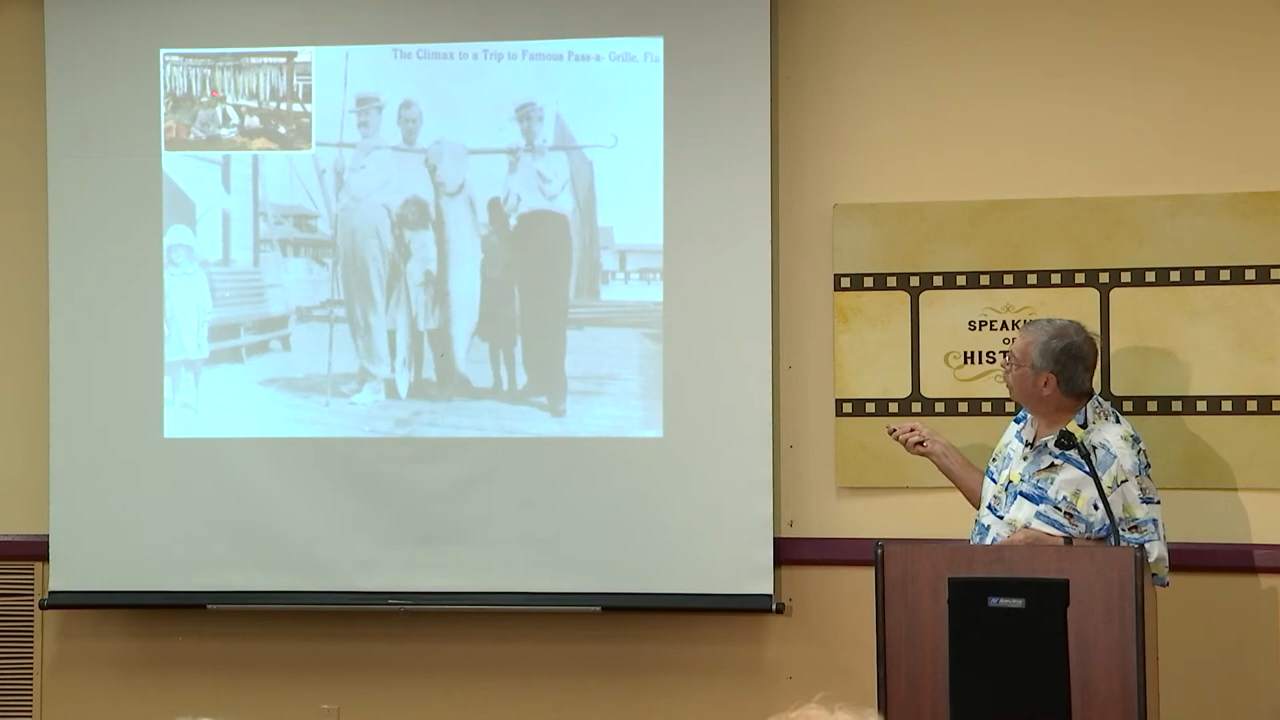 The Climax to a Trip to Famous Pass-a- Grille, Fla
SPEAK
OF
HIST